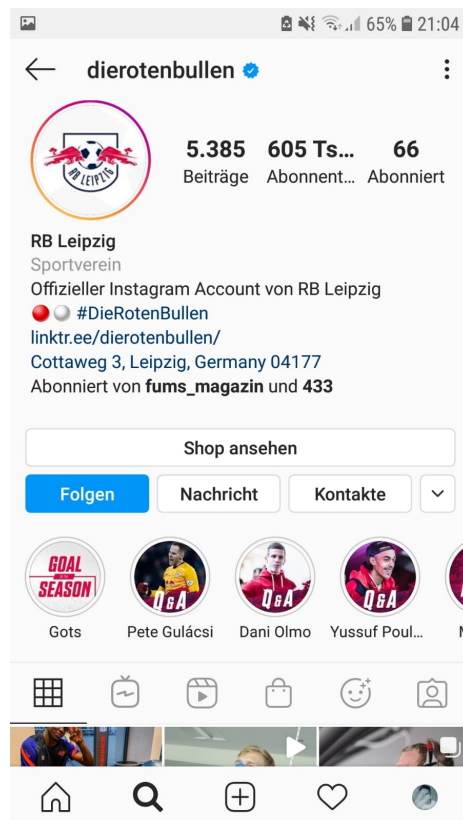 65% 21:04
dierotenbullen
RB LEIPZIG
5.385 605 Ts... 66
Beiträge Abonnent... Abonniert
RB Leipzig
Sportverein
Offizieller Instagram Account von RB Leipzig
#DieRotenBullen
linktr.ee/dierotenbullen/
Cottaweg 3, Leipzig, Germany 04177
Abonniert von fums_magazin und 433
Shop ansehen
Folgen Nachricht Kontakte
GOAL
SEASON
Q&A Q&A Q&A
Gots Pete Gulácsi Dani Olmo Yussuf Poul...